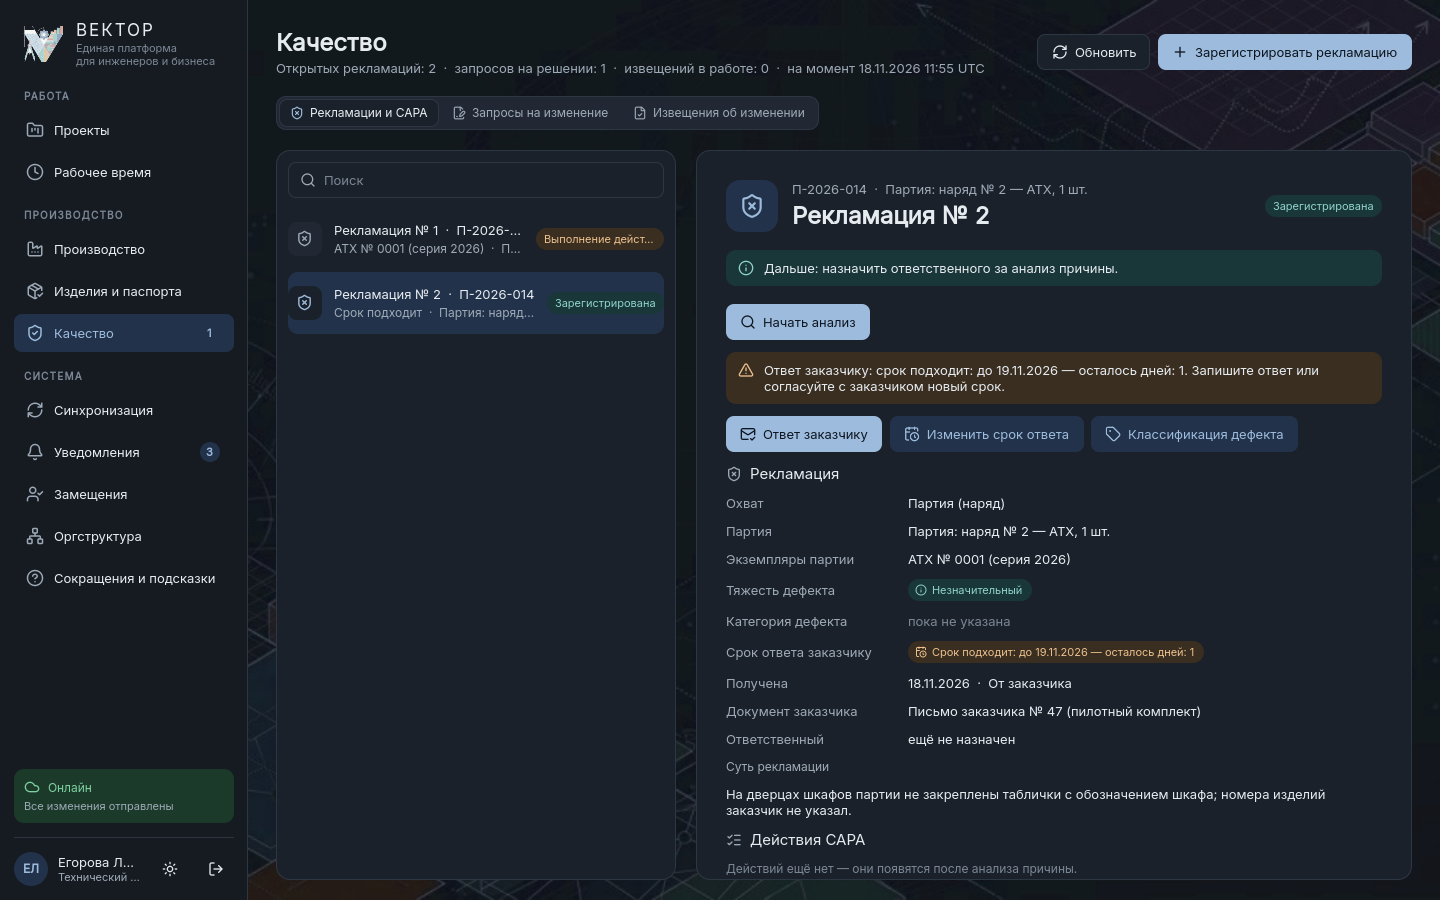 ВЕКТОР
Единая платформа
для инженеров и бизнеса
РАБОТА
Проекты
Рабочее время
ПРОИЗВОДСТВО
Производство
Изделия и паспорта
Качество 1
СИСТЕМА
Синхронизация
Уведомления 3
Замещения
Оргструктура
Сокращения и подсказки
Онлайн
Все изменения отправлены
ЕЛ
Егорова Л...
Технический ...
Качество
Открытых рекламаций: 2 · запросов на решении: 1 · извещений в работе: 0 · на момент 18.11.2026 11:55 UTC
Обновить
Зарегистрировать рекламацию
Рекламации и CAPA
Запросы на изменение
Извещения об изменении
Поиск
Рекламация № 1 · П-2026-...
АТХ № 0001 (серия 2026) · П...
Выполнение дейст...
Рекламация № 2 · П-2026-014
Срок подходит · Партия: наряд...
Зарегистрирована
П-2026-014 · Партия: наряд № 2 — АТХ, 1 шт.
Рекламация № 2
Зарегистрирована
Дальше: назначить ответственного за анализ причины.
Начать анализ
Ответ заказчику: срок подходит: до 19.11.2026 — осталось дней: 1. Запишите ответ или
согласуйте с заказчиком новый срок.
Ответ заказчику
Изменить срок ответа
Классификация дефекта
Рекламация
Охват Партия (наряд)
Партия Партия: наряд № 2 — АТХ, 1 шт.
Экземпляры партии АТХ № 0001 (серия 2026)
Тяжесть дефекта Незначительный
Категория дефекта пока не указана
Срок ответа заказчику Срок подходит: до 19.11.2026 — осталось дней: 1
Получена 18.11.2026 · От заказчика
Документ заказчика Письмо заказчика № 47 (пилотный комплект)
Ответственный ещё не назначен
Суть рекламации
На дверцах шкафов партии не закреплены таблички с обозначением шкафа; номера изделий
заказчик не указал.
Действия CAPA
Действий ещё нет — они появятся после анализа причины.